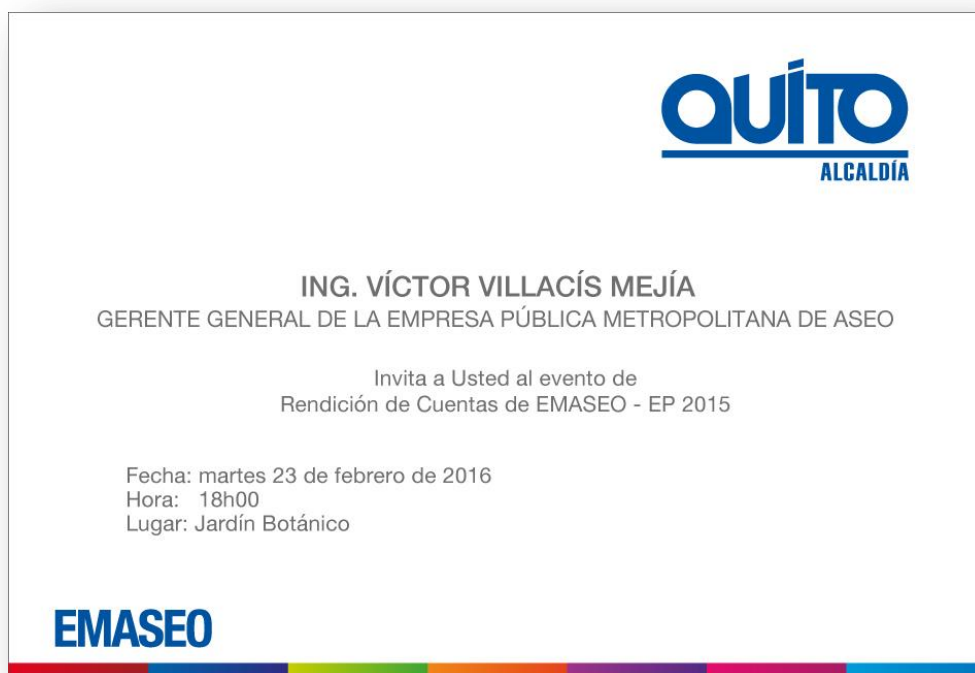 QUITO
ALCALDÍA
ING. VÍCTOR VILLACÍS MEJÍA
GERENTE GENERAL DE LA EMPRESA PÚBLICA METROPOLITANA DE ASEO
Invita a Usted al evento de
Rendición de Cuentas de EMASEO - EP 2015
Fecha: martes 23 de febrero de 2016
Hora: 18h00
Lugar: Jardín Botánico
EMASEO